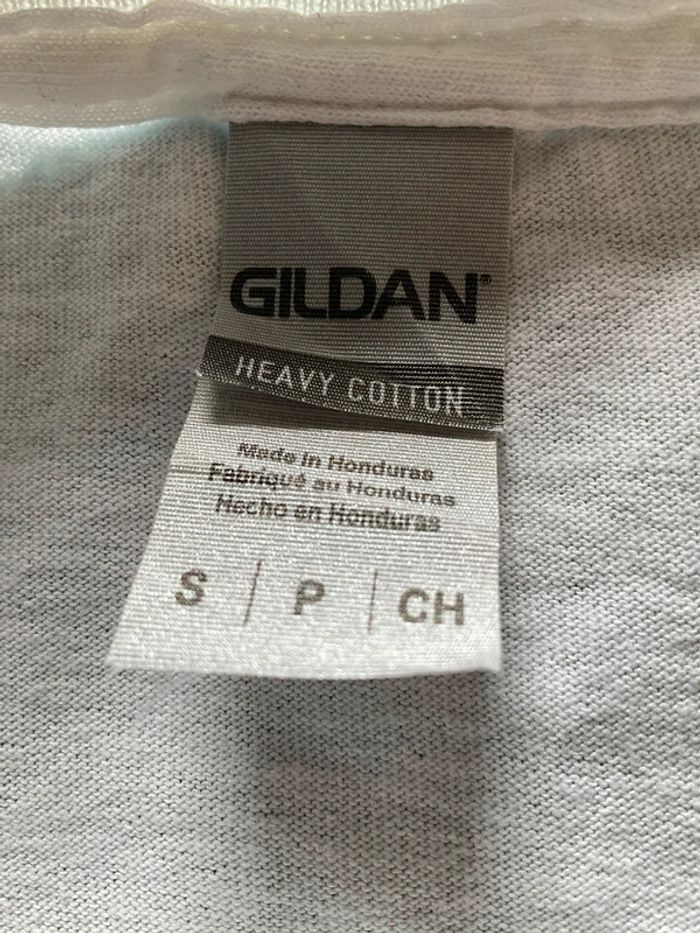 GILDAN®
HEAVY COTTON
Made in Honduras
Fabriqué au Honduras
Hecho en Honduras
S | P | CH